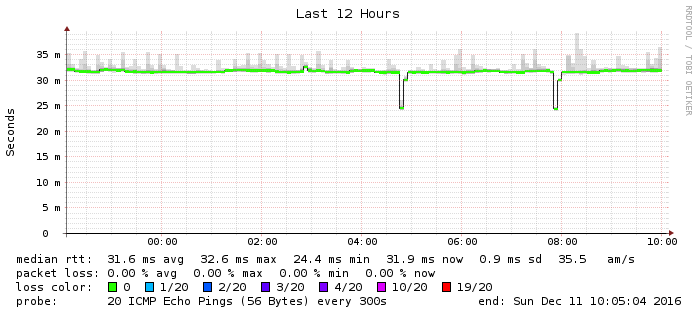 Last 12 Hours
RRDTOOL / TOBI OETIKER
Seconds
35 m
30 m
25 m
20 m
15 m
10 m
5 m
0
00:00 02:00 04:00 06:00 08:00 10:00
median rtt: 31.6 ms avg 32.6 ms max 24.4 ms min 31.9 ms now 0.9 ms sd 35.5 am/s
packet loss: 0.00 % avg 0.00 % max 0.00 % min 0.00 % now
loss color: 0 1/20 2/20 3/20 4/20 10/20 19/20
probe: 20 ICMP Echo Pings (56 Bytes) every 300s end: Sun Dec 11 10:05:04 2016